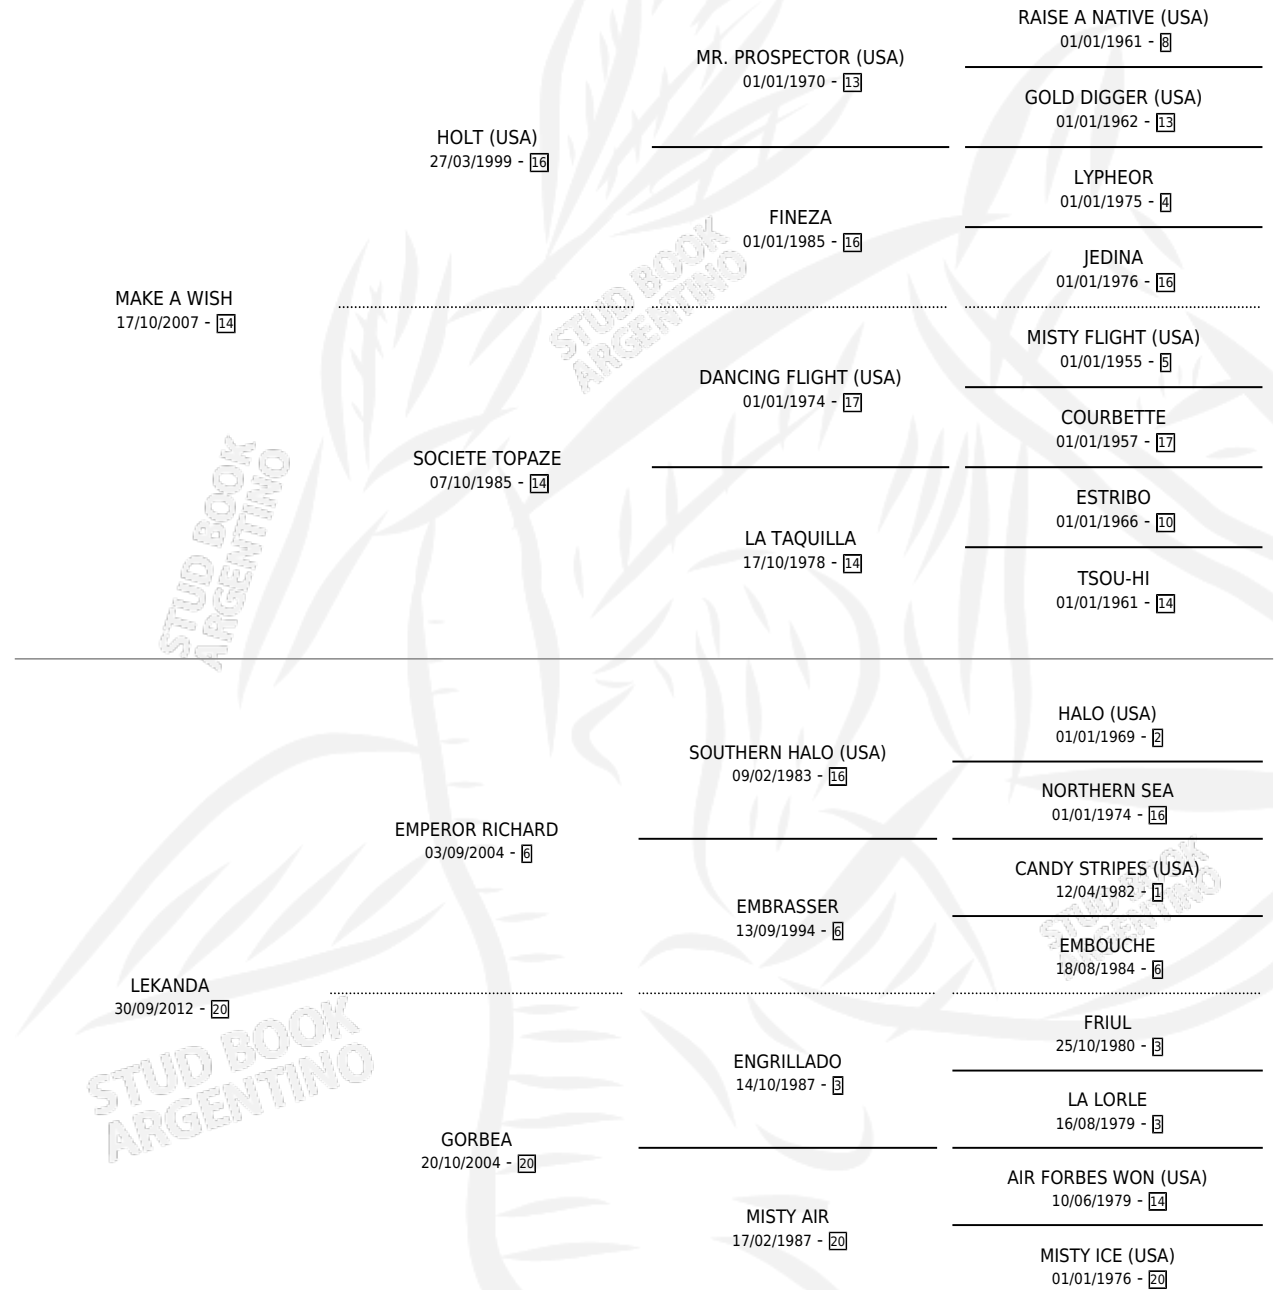 RAISE A NATIVE (USA)
01/01/1961 - 8
MR. PROSPECTOR (USA)
01/01/1970 - 13
GOLD DIGGER (USA)
01/01/1962 - 13
HOLT (USA)
27/03/1999 - 16
LYPHEOR
01/01/1975 - 4
FINEZA
01/01/1985 - 16
JEDINA
01/01/1976 - 16
MAKE A WISH
17/10/2007 - 14
STUD BOOK
ARGENTINO
MISTY FLIGHT (USA)
01/01/1955 - 5
DANCING FLIGHT (USA)
01/01/1974 - 17
COURBETTE
01/01/1957 - 17
SOCIETE TOPAZE
07/10/1985 - 14
ESTRIBO
01/01/1966 - 10
LA TAQUILLA
17/10/1978 - 14
TSOU-HI
01/01/1961 - 14
STUD BOOK
ARGENTINO
HALO (USA)
01/01/1969 - 2
SOUTHERN HALO (USA)
09/02/1983 - 16
NORTHERN SEA
01/01/1974 - 16
EMPEROR RICHARD
03/09/2004 - 6
CANDY STRIPES (USA)
12/04/1982 - 1
EMBRASSER
13/09/1994 - 6
STUD BOOK
ARGENTINO
EMBOUCHE
18/08/1984 - 6
LEKANDA
30/09/2012 - 20
STUD BOOK
ARGENTINO
FRIUL
25/10/1980 - 3
ENGRILLADO
14/10/1987 - 3
LA LORLE
16/08/1979 - 3
GORBEA
20/10/2004 - 20
AIR FORBES WON (USA)
10/06/1979 - 14
MISTY AIR
17/02/1987 - 20
MISTY ICE (USA)
01/01/1976 - 20